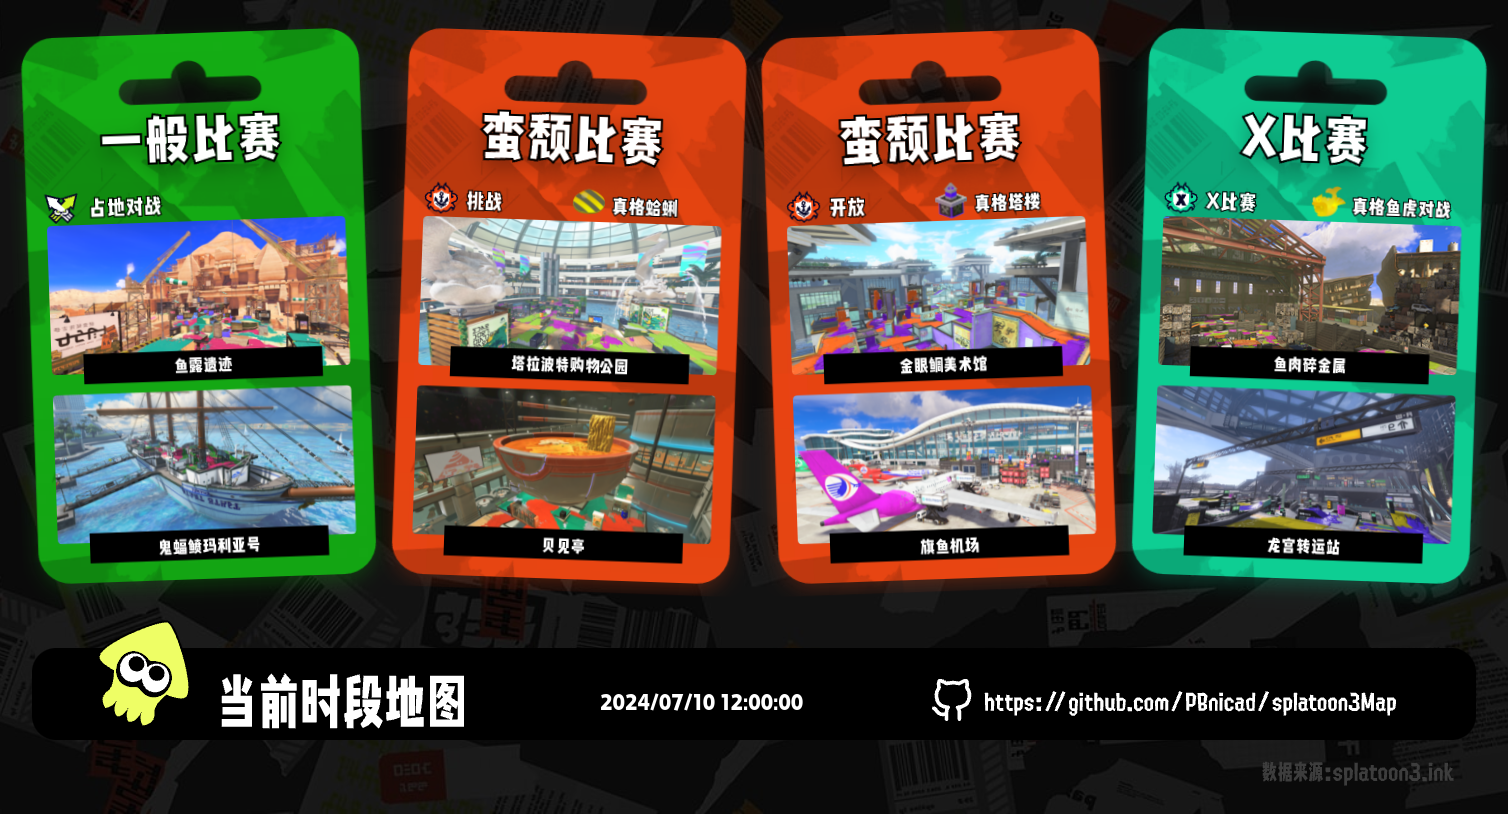 一般比赛
占地对战
鱼露遗迹
鬼蝠鲼玛利亚号
蛮颓比赛
挑战
真格蛤蜊
塔拉波特购物公园
贝见亭
蛮颓比赛
开放
真格塔楼
金眼鲷美术馆
旗鱼机场
X比赛
X比赛
真格鱼虎对战
鱼肉碎金属
龙宫转运站
当前时段地图
2024/07/10 12:00:00
https://github.com/PBnicad/splatoon3Map
数据来源:splatoon3.ink